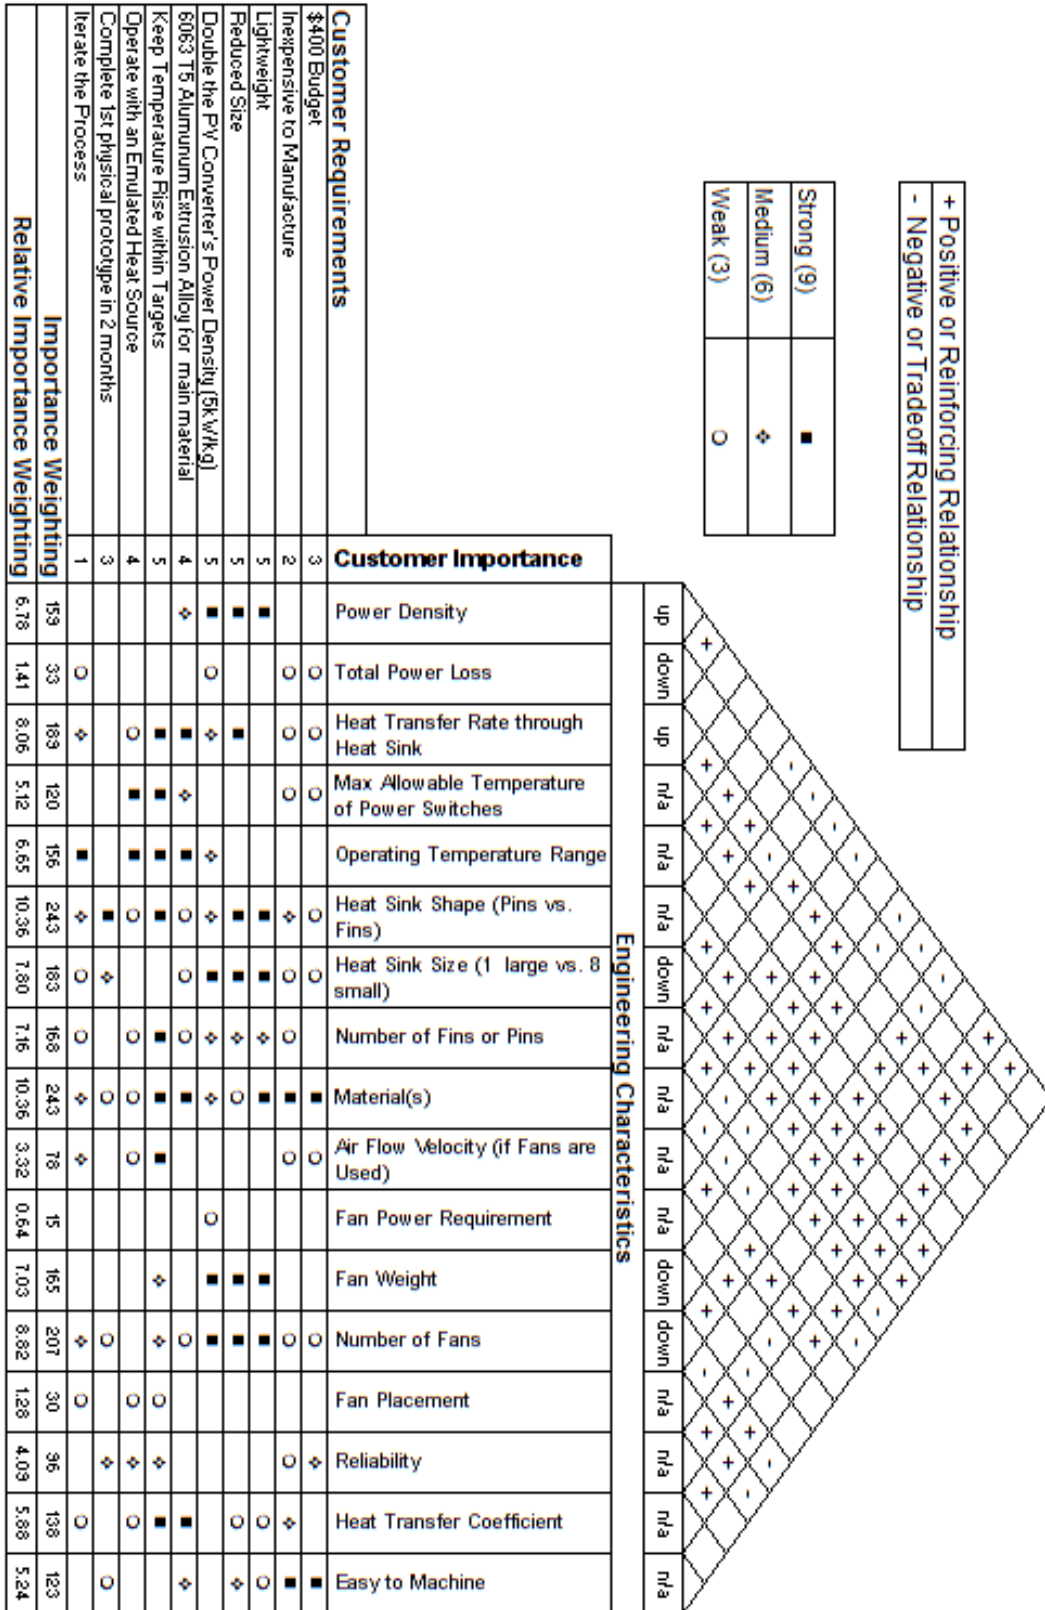 + Positive or Reinforcing Relationship
- Negative or Tradeoff Relationship
Strong (9) ■
Medium (6) ❖
Weak (3) O
up down up n/a n/a n/a down n/a n/a n/a n/a down down n/a n/a n/a n/a
Engineering Characteristics
Customer Requirements
Customer Importance
Power Density
Total Power Loss
Heat Transfer Rate through
Heat Sink
Max Allowable Temperature
of Power Switches
Operating Temperature Range
Heat Sink Shape (Pins vs.
Fins)
Heat Sink Size (1 large vs. 8
small)
Number of Fins or Pins
Material(s)
Air Flow Velocity (if Fans are
Used)
Fan Power Requirement
Fan Weight
Number of Fans
Fan Placement
Reliability
Heat Transfer Coefficient
Easy to Machine
$400 Budget 3
Inexpensive to Manufacture 2
Lightweight 5
Reduced Size 5
Double the PV Converter's Power Density (5kW/kg) 5
6063 T5 Alumunum Extrusion Alloy for main material 4
Keep Temperature Rise within Targets 5
Operate with an Emulated Heat Source 4
Complete 1st physical prototype in 2 months 3
Iterate the Process 1
Importance Weighting 159 33 189 120 156 243 183 168 243 78 15 165 207 30 96 138 123
Relative Importance Weighting 6.78 1.41 8.06 5.12 6.65 10.36 7.80 7.16 10.36 3.32 0.64 7.03 8.82 1.28 4.09 5.88 5.24